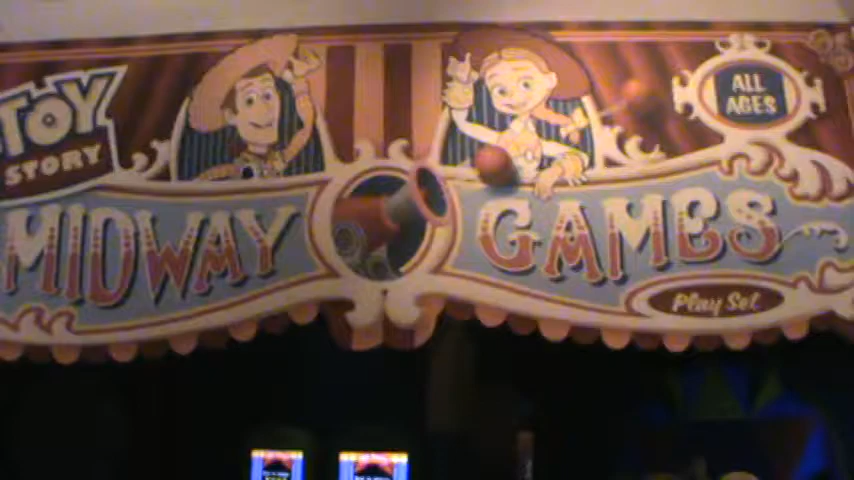 TOY
STORY
ALL
AGES
MIDWAY GAMES
Play Set